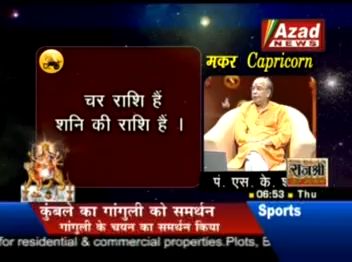 Azad
NEWS
मकर Capricorn
चर राशि हैं
शनि की राशि हैं ।
राजश्री
पं. एस. के.
06:53 Thu
कुंबले का गांगुली को समर्थन
Sports
गांगुली के चयन का समर्थन किया
for residential & commercial properties.Plots,